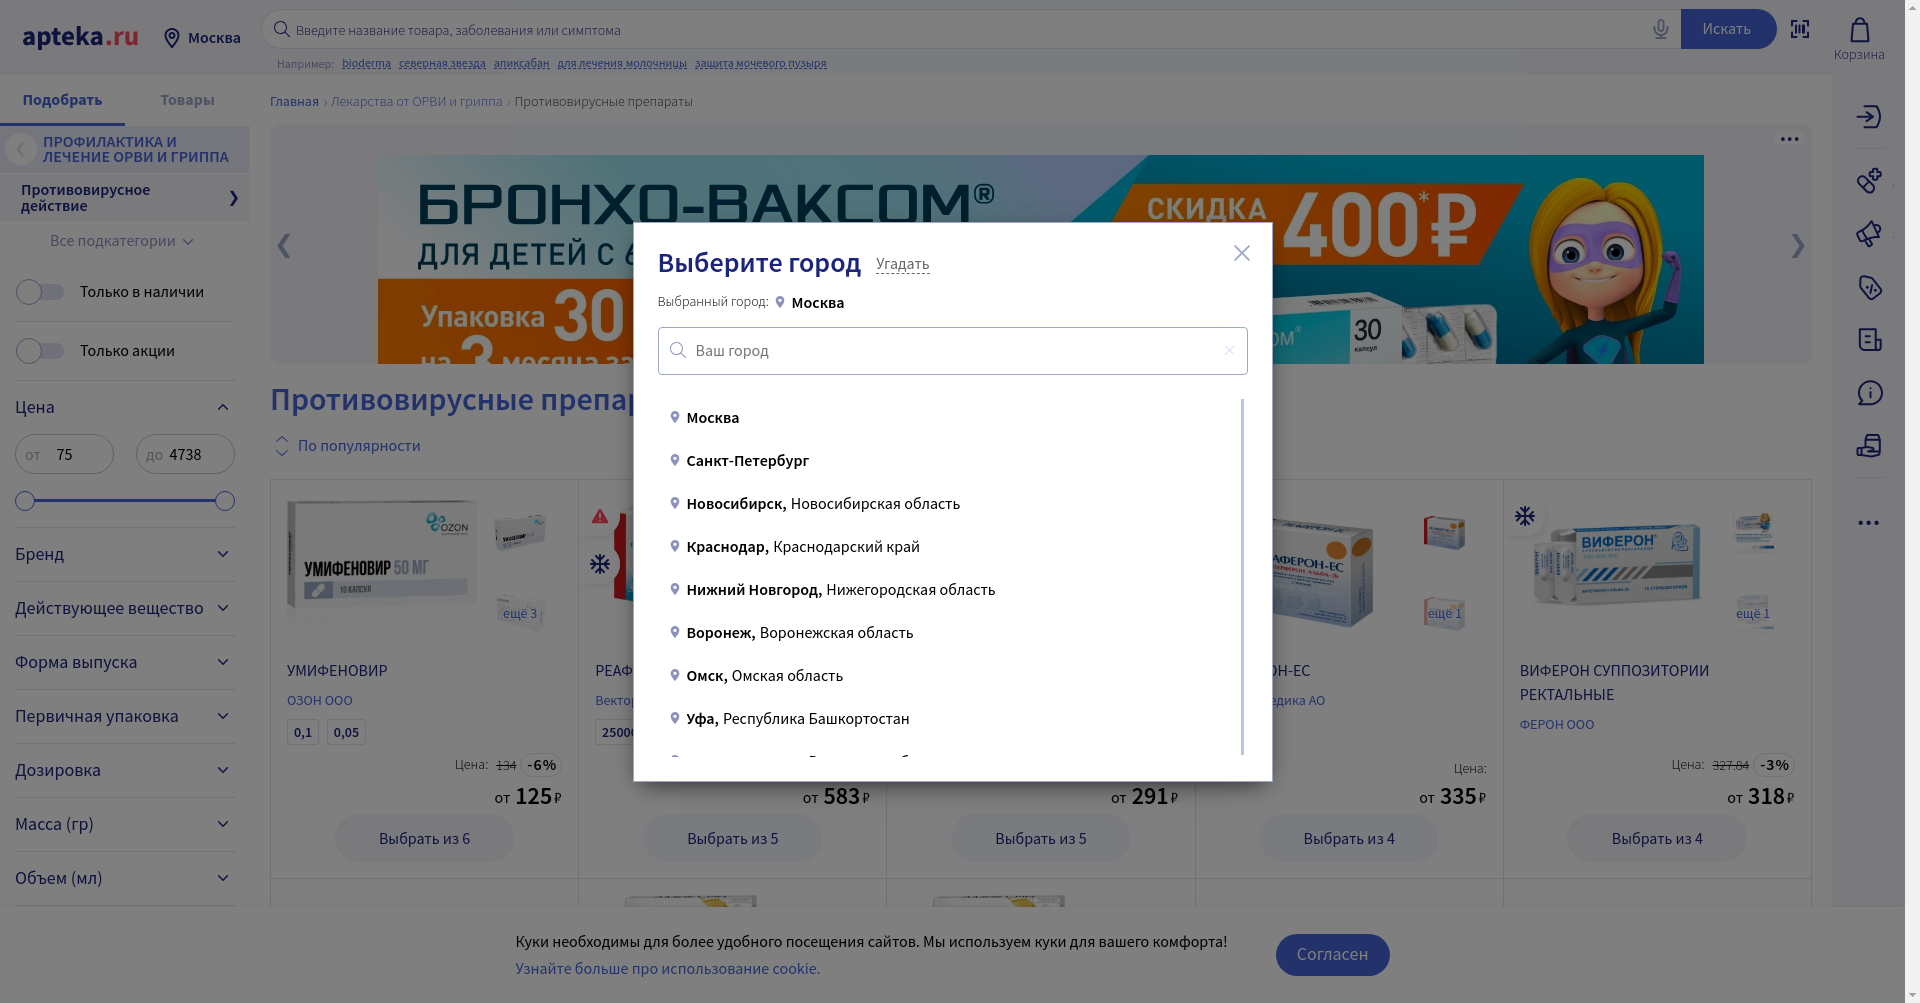 apteka.ru
Москва
Введите название товара, заболевания или симптома
Искать
Корзина
Например: bioderma северная звезда апиксабан для лечения молочницы защита мочевого пузыря
Подобрать
Товары
Главная › Лекарства от ОРВИ и гриппа › Противовирусные препараты
ПРОФИЛАКТИКА И
ЛЕЧЕНИЕ ОРВИ И ГРИППА
Противовирусное
действие
Все подкатегории
Только в наличии
Только акции
Цена
от 75
до 4738
Бренд
Действующее вещество
Форма выпуска
Первичная упаковка
Дозировка
Масса (гр)
Объем (мл)
БРОНХО-ВАКСОМ®
ДЛЯ ДЕТЕЙ С 6
Упаковка 30
на 3 месяца за
СКИДКА 400*₽
30
капсул
Противовирусные препар
По популярности
Выберите город
Угадать
Выбранный город: Москва
Ваш город
Москва
Санкт-Петербург
Новосибирск, Новосибирская область
Краснодар, Краснодарский край
Нижний Новгород, Нижегородская область
Воронеж, Воронежская область
Омск, Омская область
Уфа, Республика Башкортостан
OZON
УМИФЕНОВИР 50 МГ
10 КАПСУЛ
ещё 3
УМИФЕНОВИР
ОЗОН ООО
0,1
0,05
Цена: 134 -6%
от 125 ₽
Выбрать из 6
РЕАФ
Вектор
25000
от 583 ₽
Выбрать из 5
от 291 ₽
Выбрать из 5
АФЕРОН-ЕС
ещё 1
ОН-ЕС
едика АО
Цена:
от 335 ₽
Выбрать из 4
ВИФЕРОН®
ещё 1
ВИФЕРОН СУППОЗИТОРИИ
РЕКТАЛЬНЫЕ
ФЕРОН ООО
Цена: 327.84 -3%
от 318 ₽
Выбрать из 4
Куки необходимы для более удобного посещения сайтов. Мы используем куки для вашего комфорта!
Узнайте больше про использование cookie.
Согласен